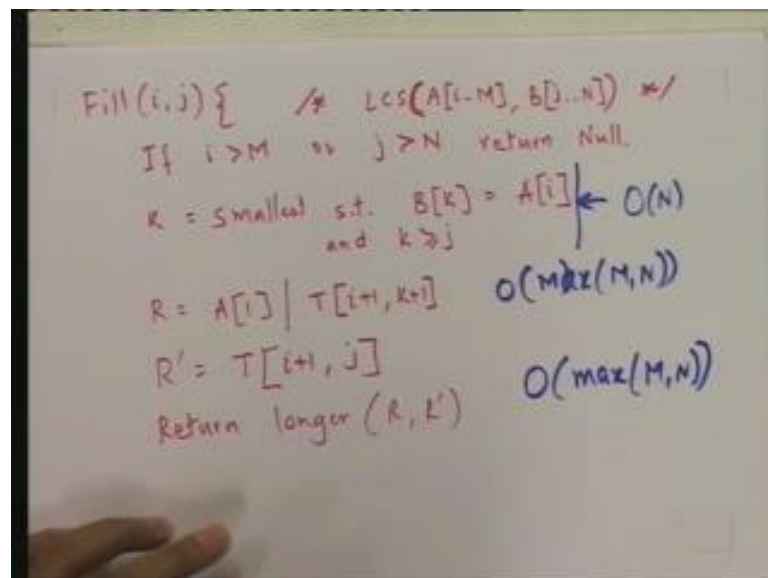 Fill(i,j){ /* LCS(A[i..M], B[j..N]) */
If i>M or j>N return Null.
K = smallest s.t. B[K] = A[i] ← O(N)
and k≥j
R = A[i] | T[i+1, K+1] O(max(M,N))
R' = T[i+1, j] O(max(M,N))
Return longer (R, R')